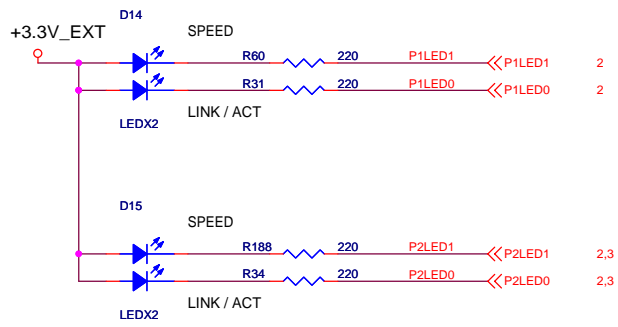 D14
+3.3V_EXT
SPEED
R60 220 P1LED1 P1LED1 2
R31 220 P1LED0 P1LED0 2
LINK / ACT
LEDX2
D15
SPEED
R188 220 P2LED1 P2LED1 2,3
R34 220 P2LED0 P2LED0 2,3
LINK / ACT
LEDX2